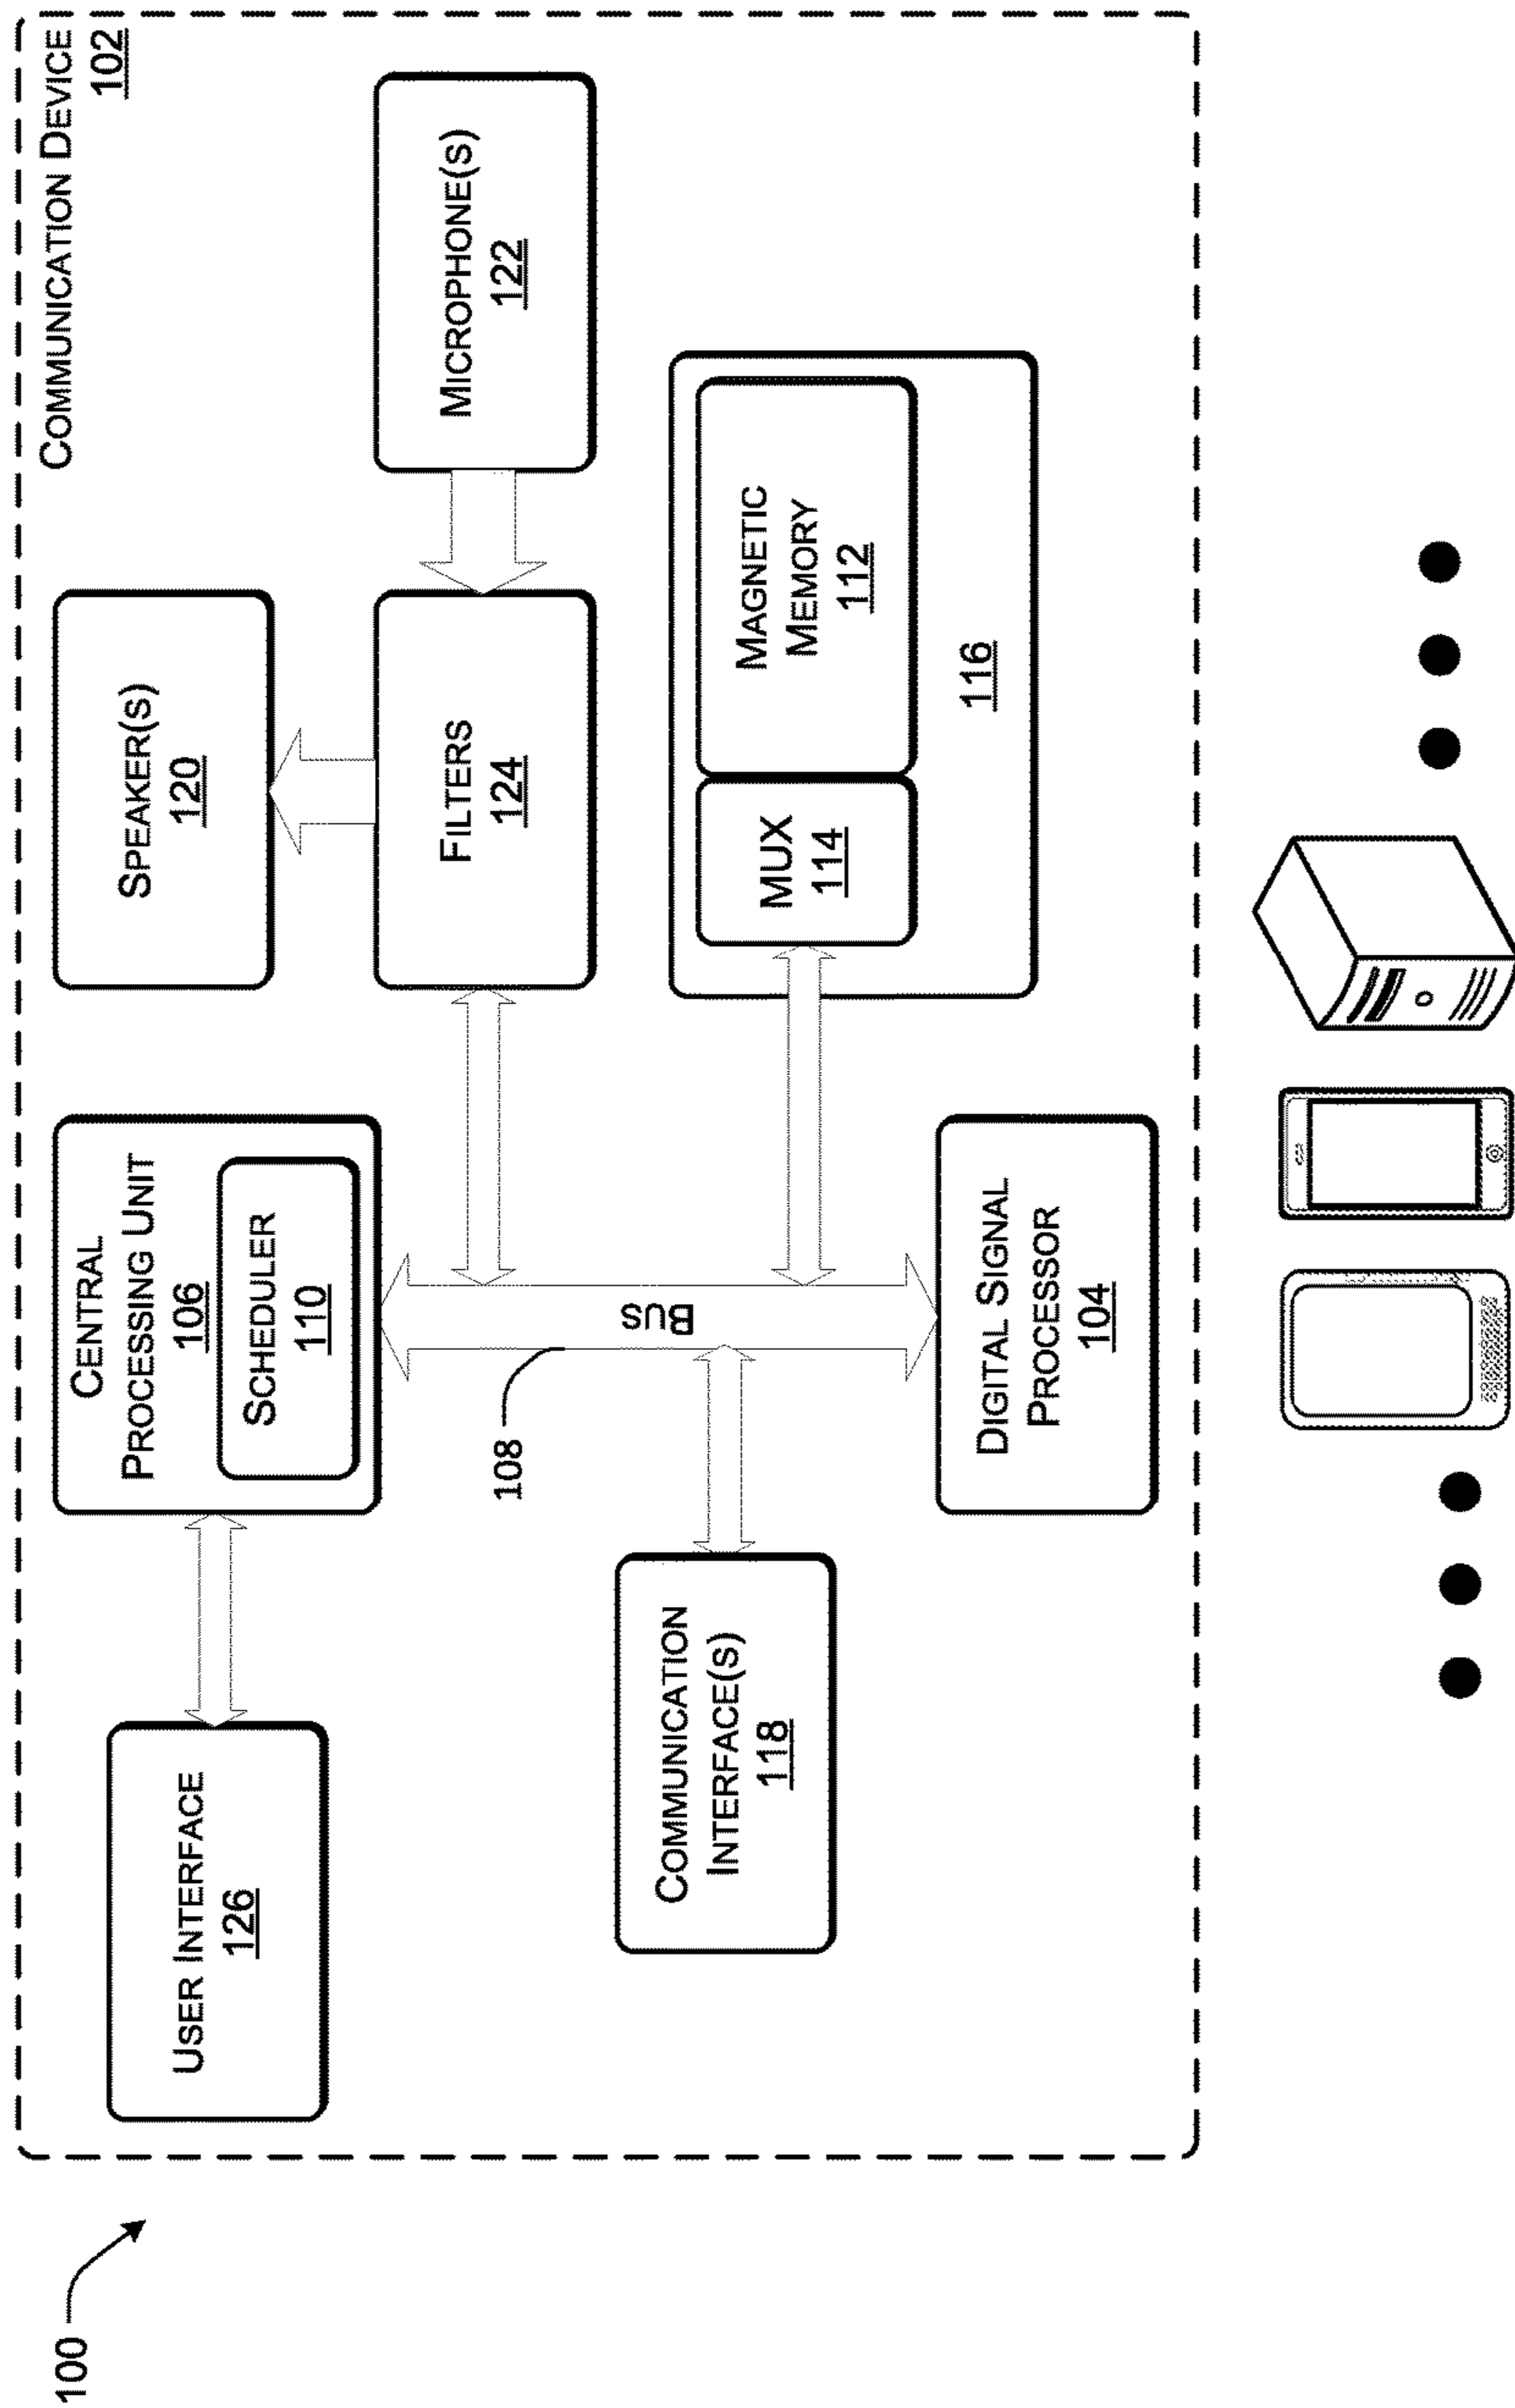 100
COMMUNICATION DEVICE
102
USER INTERFACE
126
CENTRAL
PROCESSING UNIT
106
SCHEDULER
110
SPEAKER(S)
120
FILTERS
124
MICROPHONE(S)
122
108
BUS
COMMUNICATION
INTERFACE(S)
118
MUX
114
MAGNETIC
MEMORY
112
116
DIGITAL SIGNAL
PROCESSOR
104